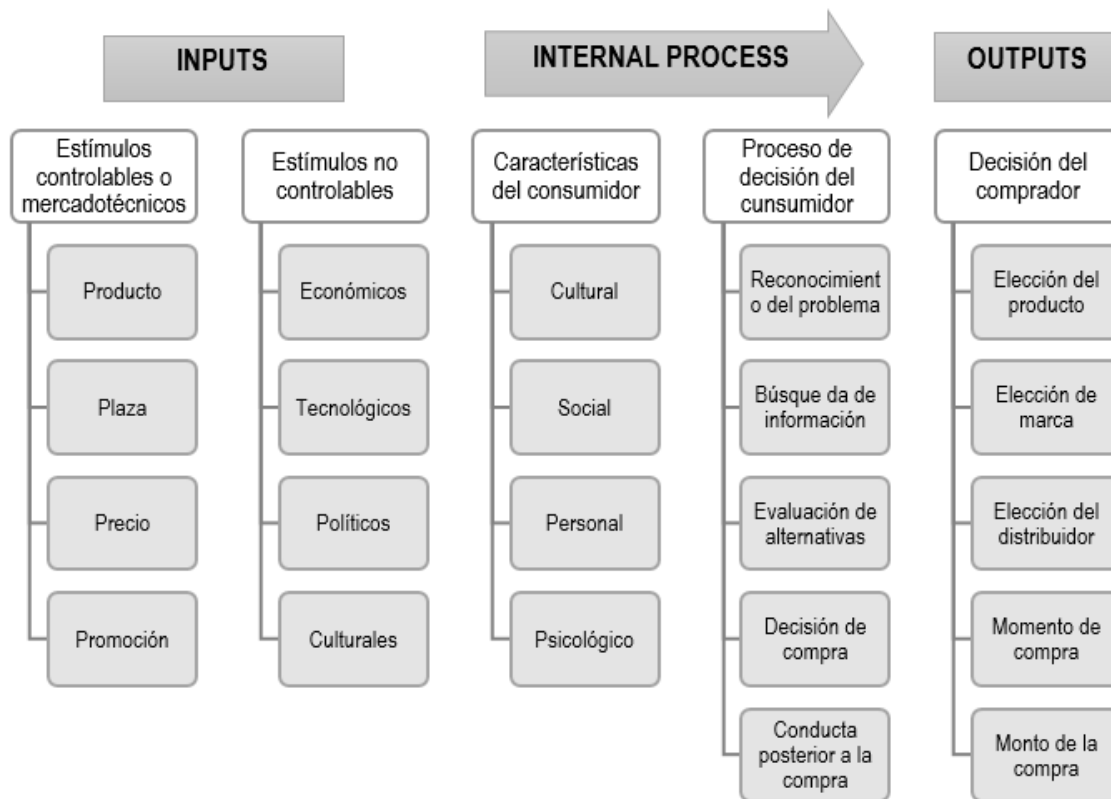 INPUTS
INTERNAL PROCESS
OUTPUTS
Estímulos
controlables o
mercadotécnicos
Producto
Plaza
Precio
Promoción
Estímulos no
controlables
Económicos
Tecnológicos
Políticos
Culturales
Característícas
del consumidor
Cultural
Social
Personal
Psicológico
Proceso de
decisión del
cunsumidor
Reconocimient
o del problema
Búsque da de
información
Evaluación de
alternativas
Decisión de
compra
Conducta
posterior a la
compra
Decisión del
comprador
Elección del
producto
Elección de
marca
Elección del
distribuidor
Momento de
compra
Monto de la
compra